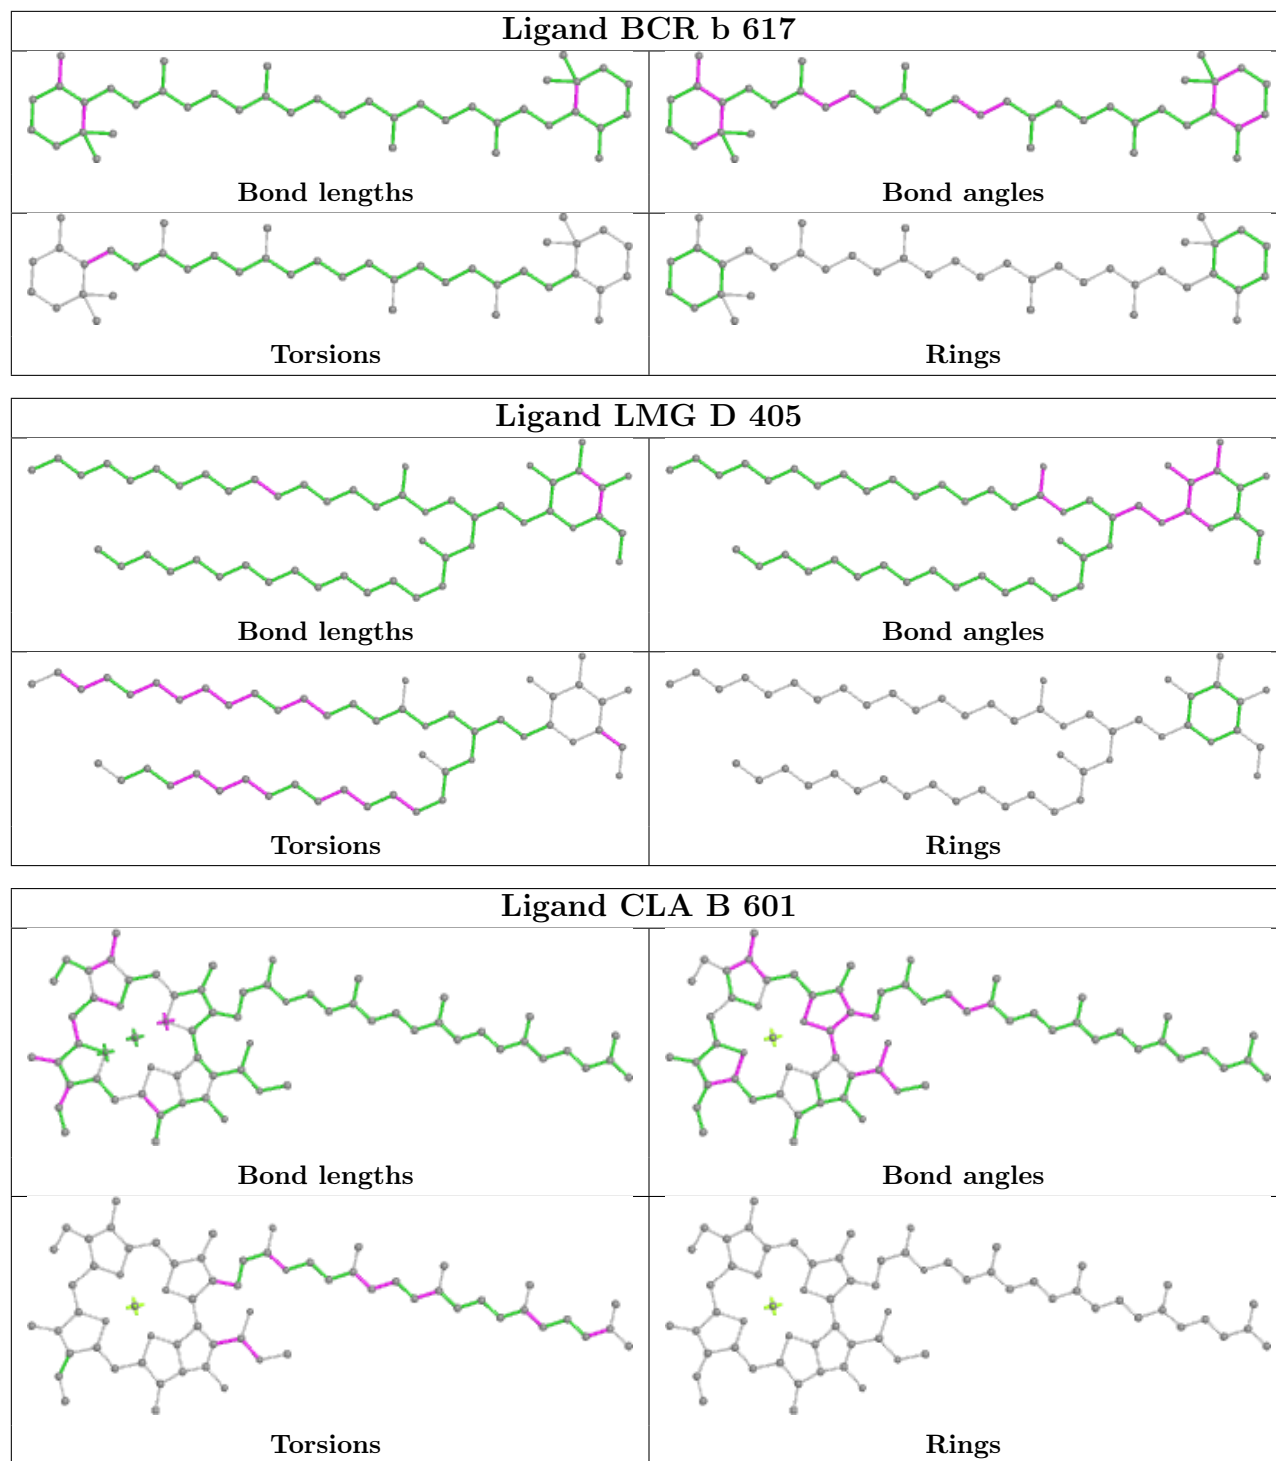 Ligand BCR b 617
Bond lengths
Bond angles
Torsions
Rings
Ligand LMG D 405
Bond lengths
Bond angles
Torsions
Rings
Ligand CLA B 601
Bond lengths
Bond angles
Torsions
Rings